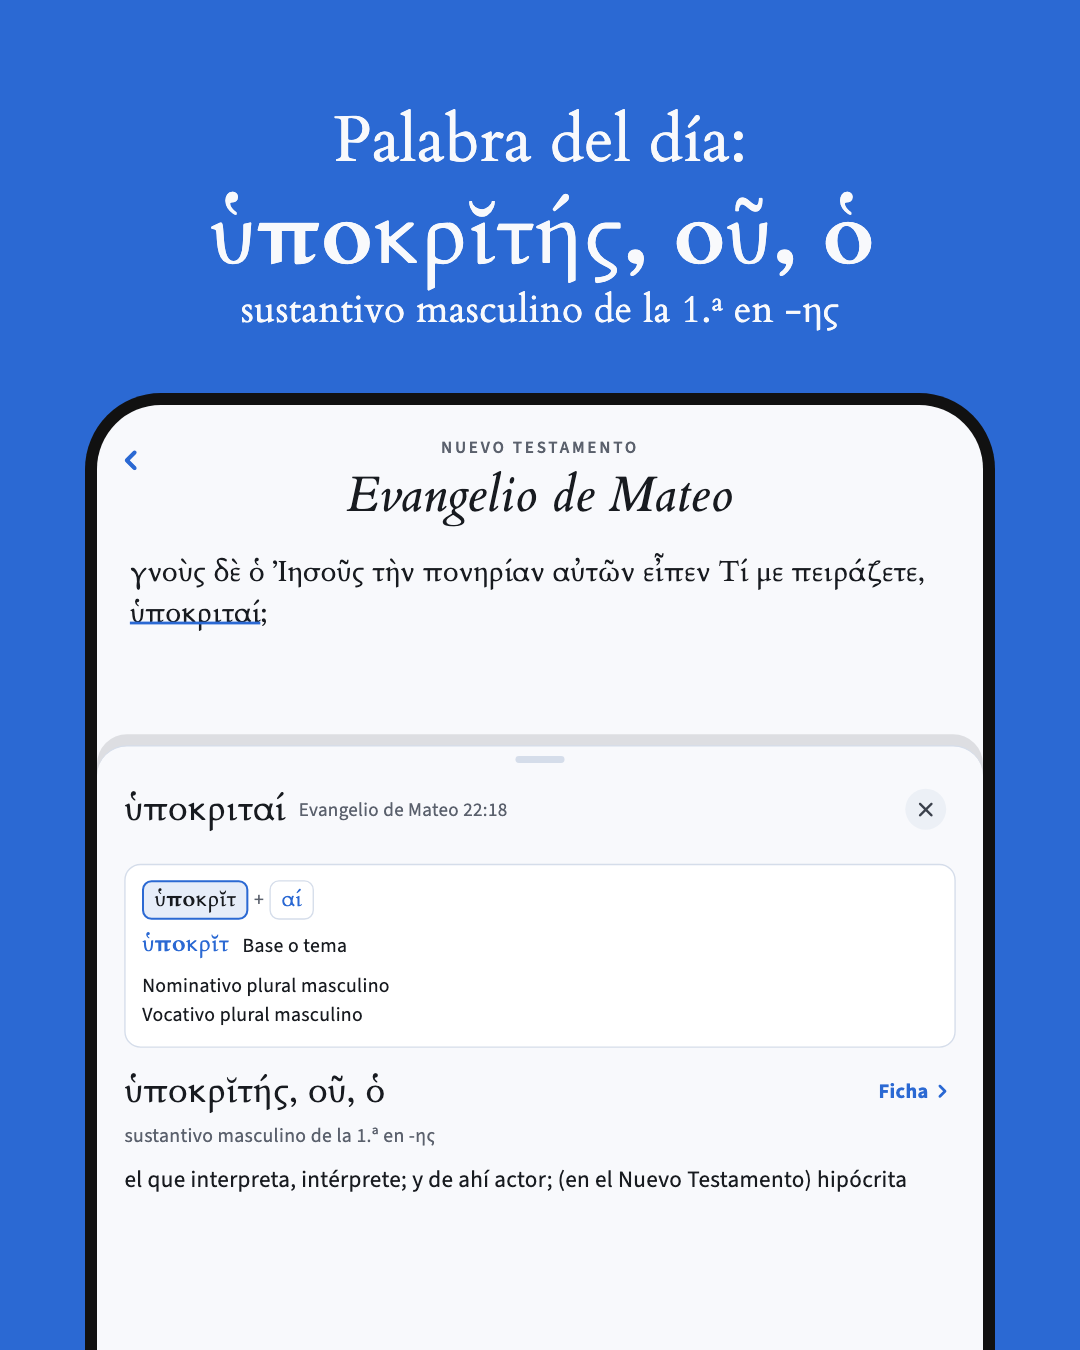 Palabra del día:
ὑποκρῐτής, οῦ, ὁ
sustantivo masculino de la 1.ª en -ης
NUEVO TESTAMENTO
Evangelio de Mateo
γνοὺς δὲ ὁ Ἰησοῦς τὴν πονηρίαν αὐτῶν εἶπεν Τί με πειράζετε,
ὑποκριταί;
ὑποκριταί Evangelio de Mateo 22:18
ὑποκρῐτ + αί
ὑποκρῐτ Base o tema
Nominativo plural masculino
Vocativo plural masculino
ὑποκρῐτής, οῦ, ὁ Ficha
sustantivo masculino de la 1.ª en -ης
el que interpreta, intérprete; y de ahí actor; (en el Nuevo Testamento) hipócrita